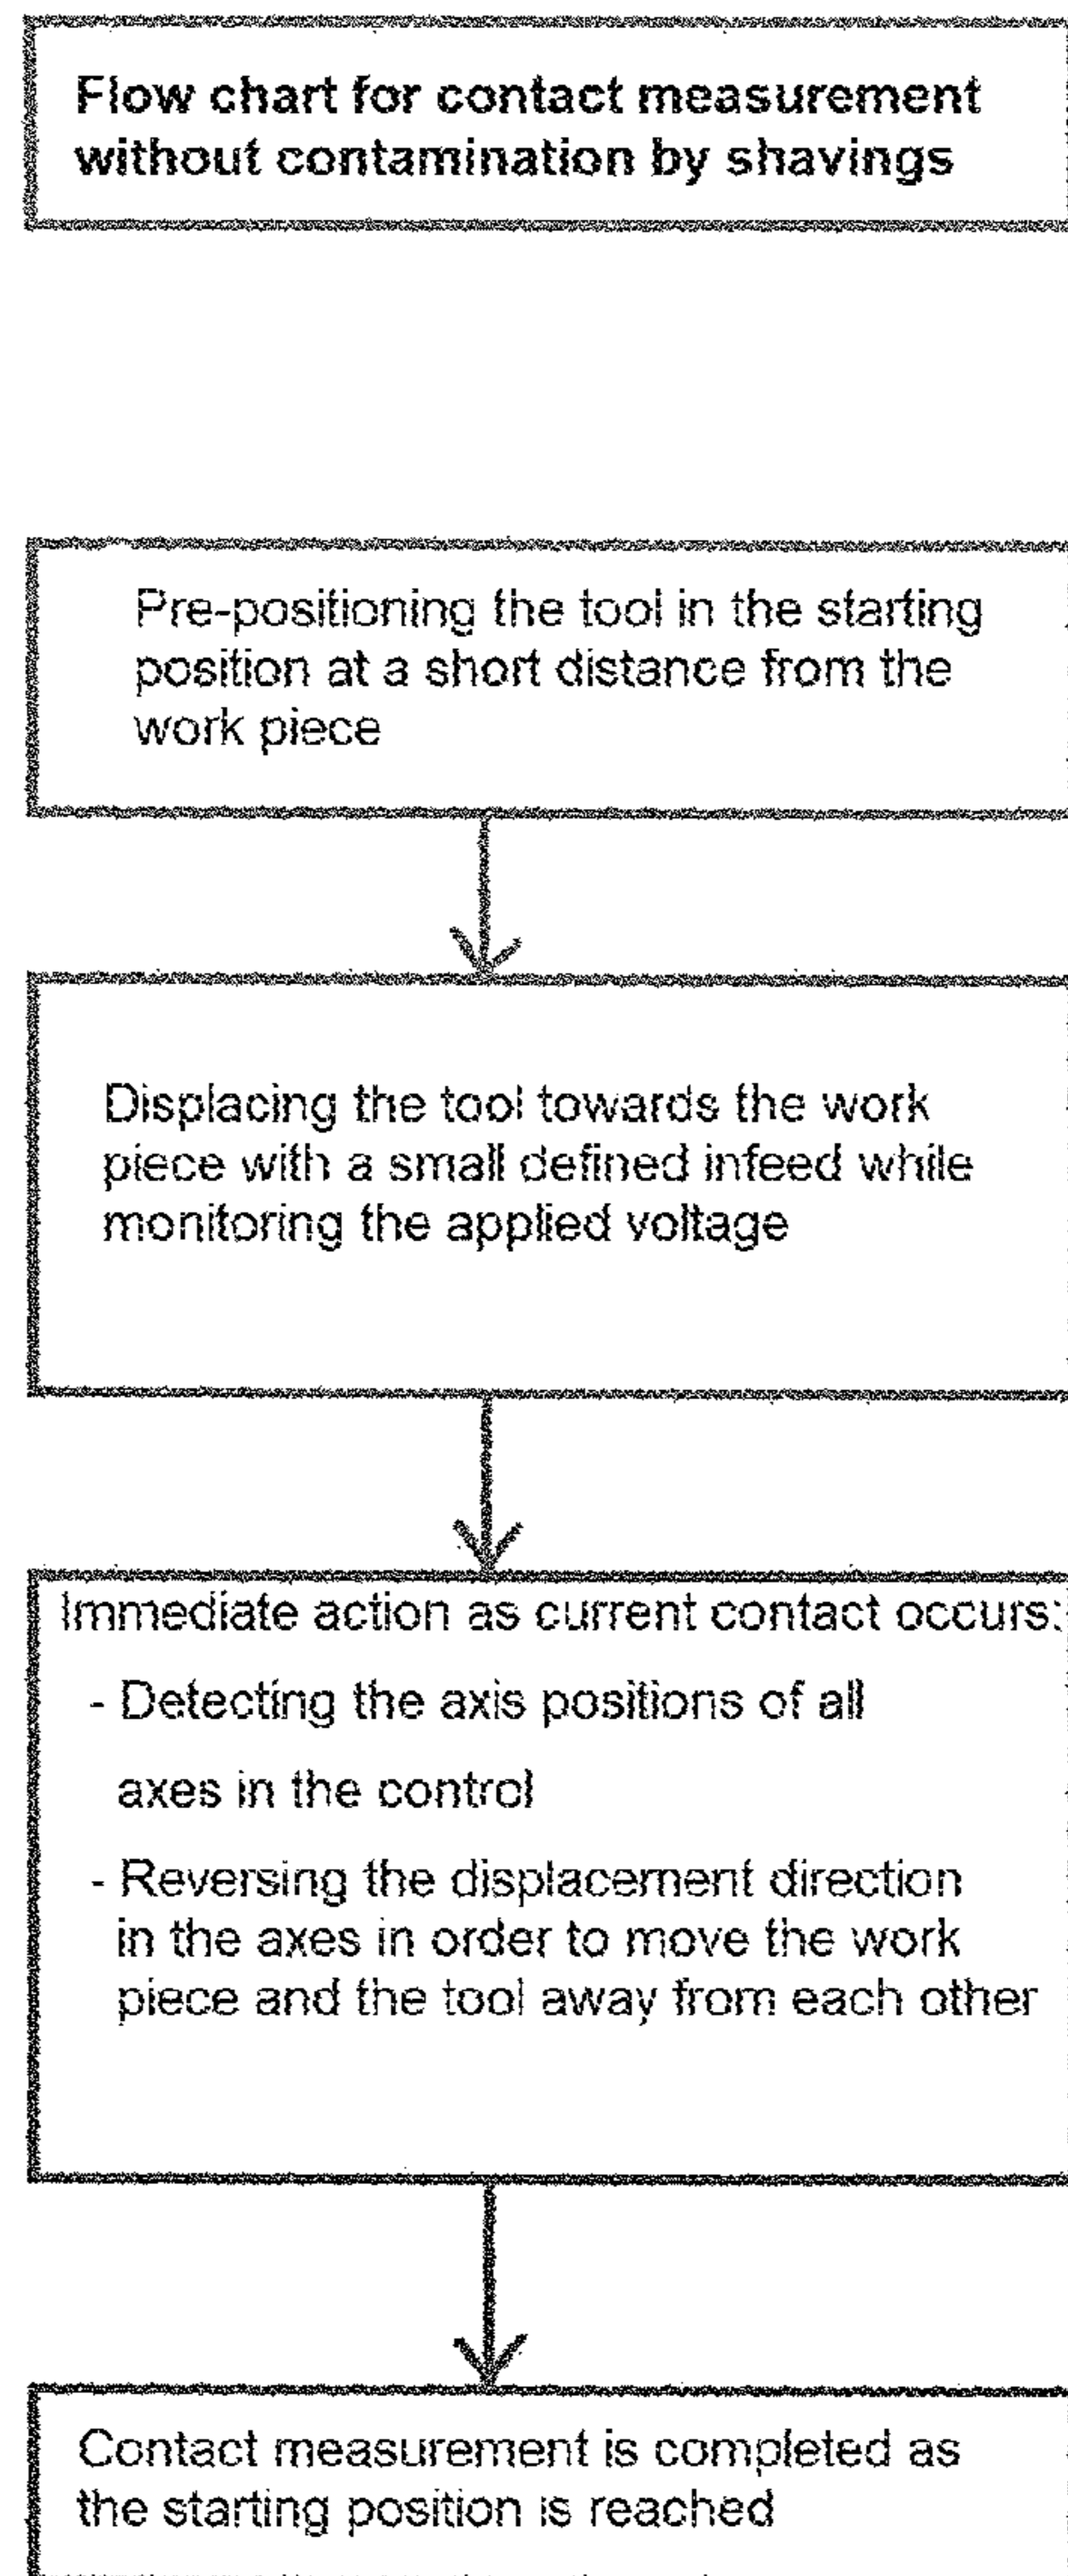 Flow chart for contact measurement
without contamination by shavings
Pre-positioning the tool in the starting
position at a short distance from the
work piece
Displacing the tool towards the work
piece with a small defined infeed while
monitoring the applied voltage
Immediate action as current contact occurs:
- Detecting the axis positions of all
axes in the control
- Reversing the displacement direction
in the axes in order to move the work
piece and the tool away from each other
Contact measurement is completed as
the starting position is reached